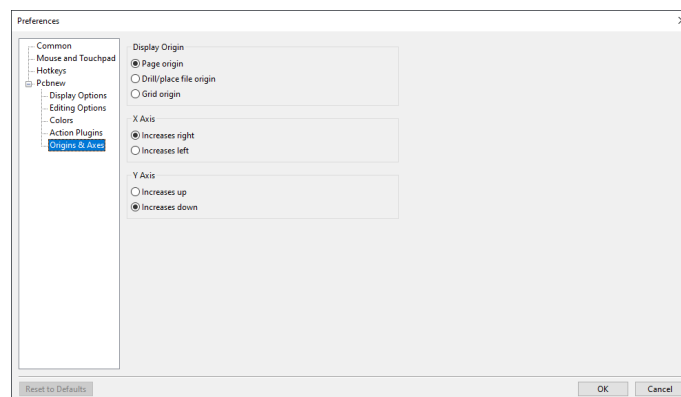 Preferences
Common
Mouse and Touchpad
Hotkeys
Pcbnew
Display Options
Editing Options
Colors
Action Plugins
Origins & Axes
Display Origin
Page origin
Drill/place file origin
Grid origin
X Axis
Increases right
Increases left
Y Axis
Increases up
Increases down
Reset to Defaults
OK
Cancel